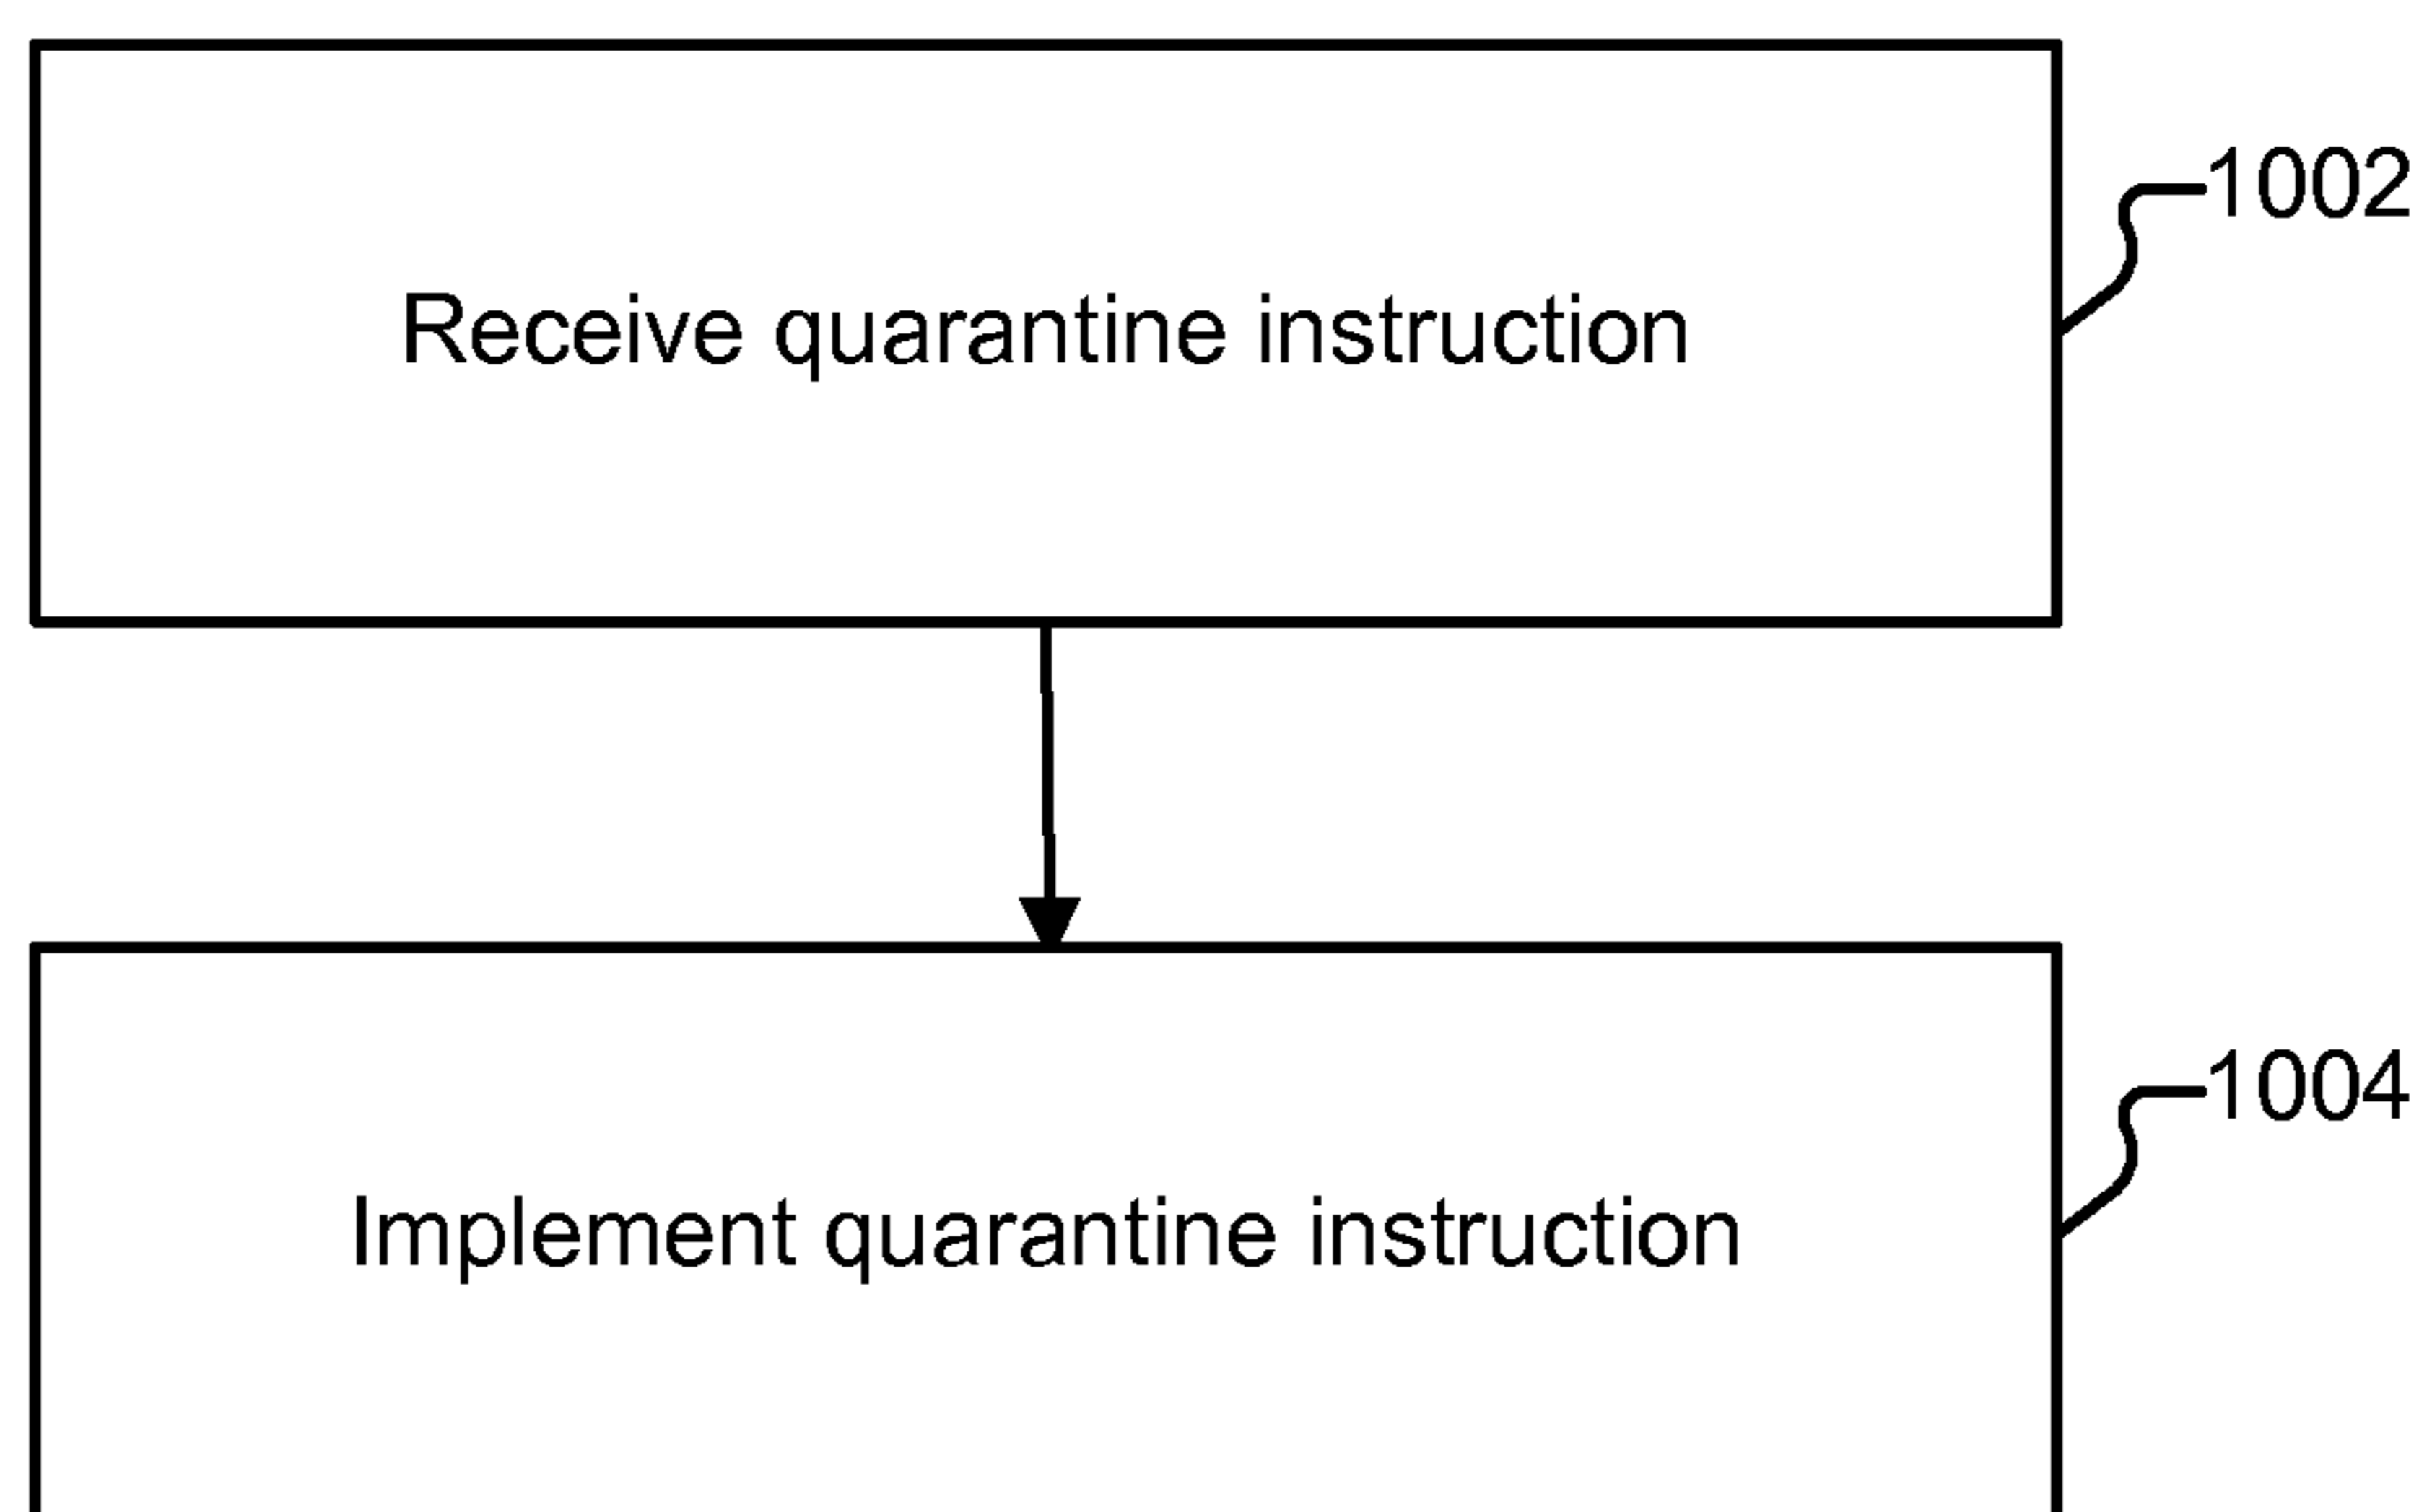 1002
Receive quarantine instruction
1004
Implement quarantine instruction